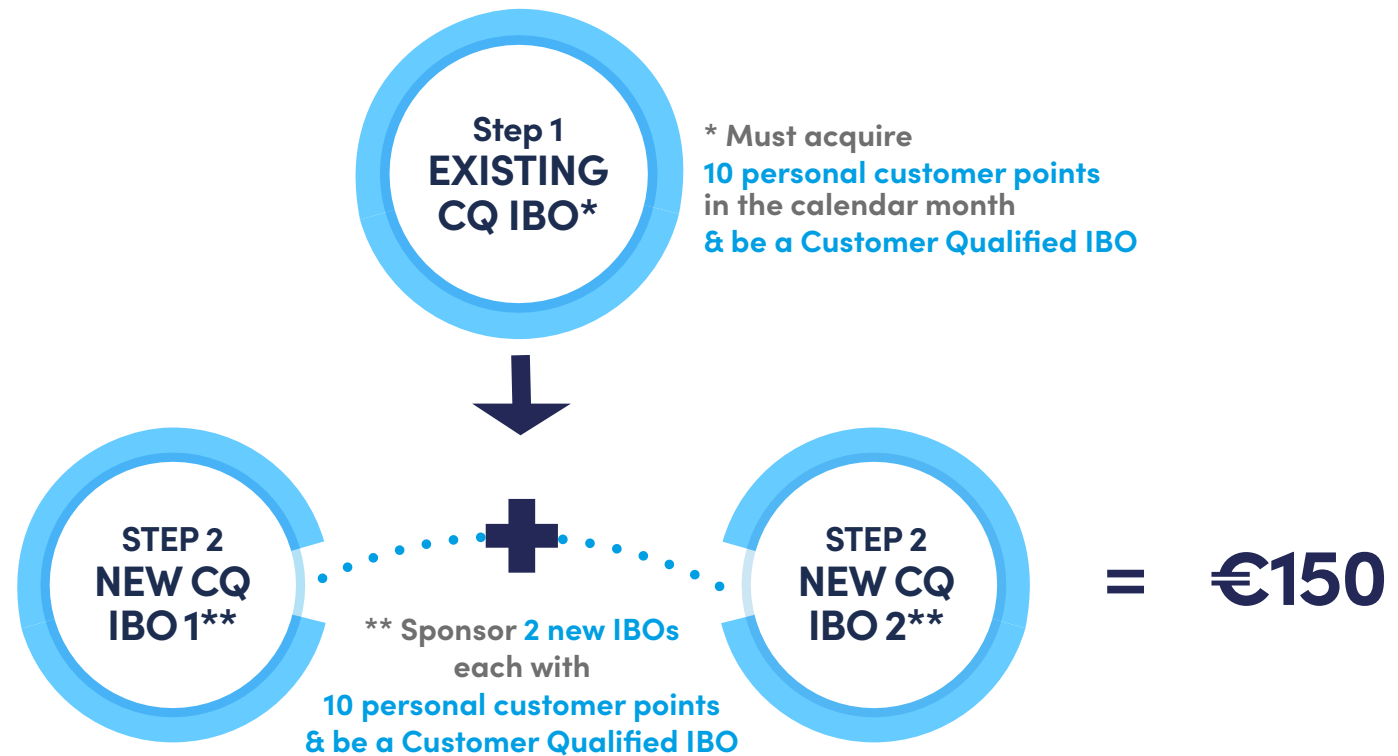 Step 1
EXISTING
CQ IBO*
* Must acquire
10 personal customer points
in the calendar month
& be a Customer Qualified IBO
STEP 2
NEW CQ
IBO 1**
** Sponsor 2 new IBOs
each with
10 personal customer points
& be a Customer Qualified IBO
STEP 2
NEW CQ
IBO 2**
= €150